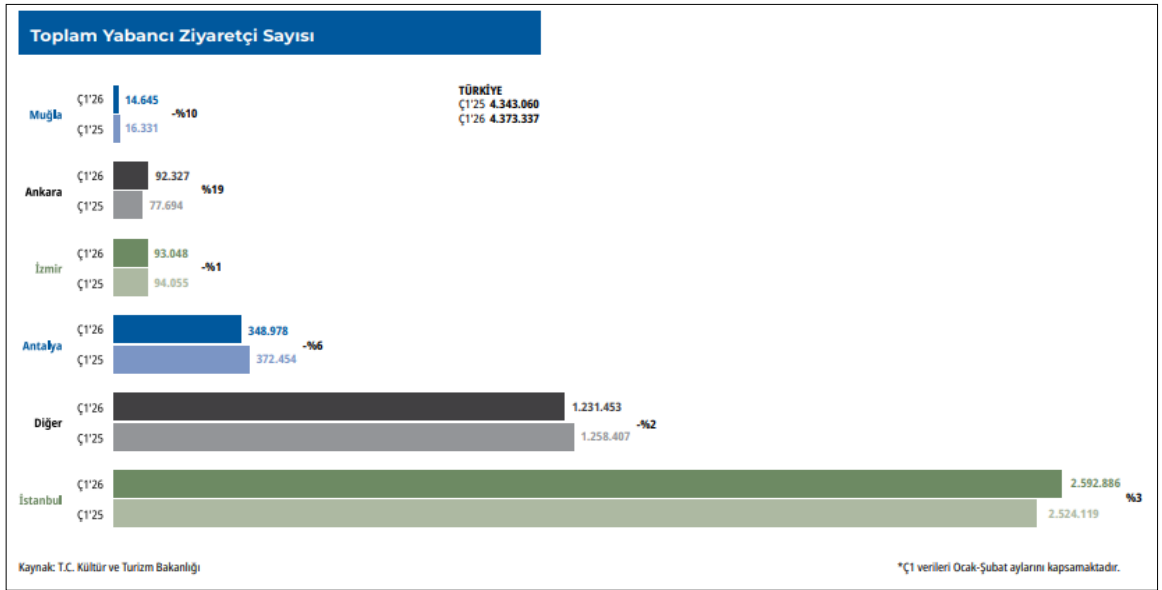 Toplam Yabancı Ziyaretçi Sayısı
TÜRKİYE
Ç1'25 4.343.060
Ç1'26 4.373.337
Muğla
Ç1'26 14.645
Ç1'25 16.331
-%10
Ankara
Ç1'26 92.327
Ç1'25 77.694
%19
İzmir
Ç1'26 93.048
Ç1'25 94.055
-%1
Antalya
Ç1'26 348.978
Ç1'25 372.454
-%6
Diğer
Ç1'26 1.231.453
Ç1'25 1.258.407
-%2
İstanbul
Ç1'26 2.592.886
Ç1'25 2.524.119
%3
Kaynak: T.C. Kültür ve Turizm Bakanlığı
*Ç1 verileri Ocak-Şubat aylarını kapsamaktadır.